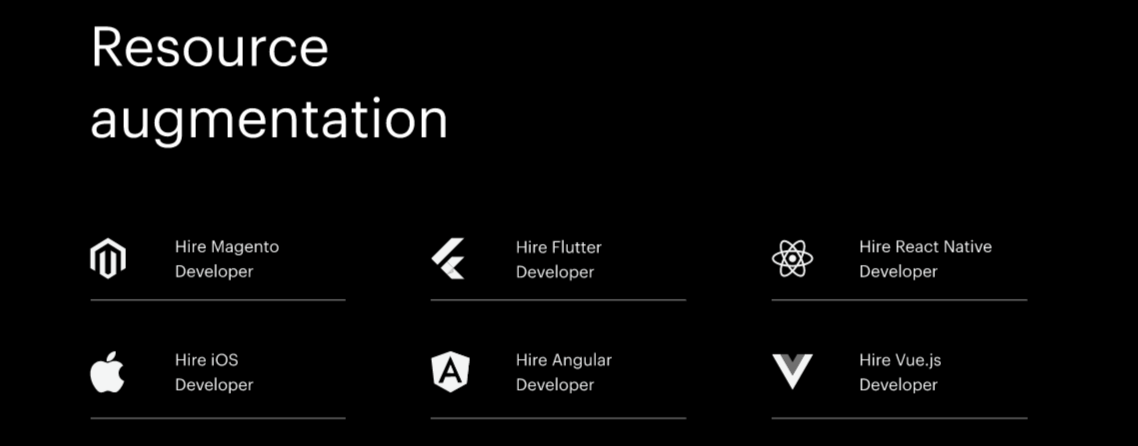 Resource
augmentation
Hire Magento
Developer
Hire Flutter
Developer
Hire React Native
Developer
Hire iOS
Developer
Hire Angular
Developer
Hire Vue.js
Developer